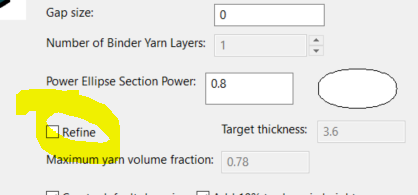 Gap size: 0
Number of Binder Yarn Layers: 1
Power Ellipse Section Power: 0.8
Refine Target thickness: 3.6
Maximum yarn volume fraction: 0.78